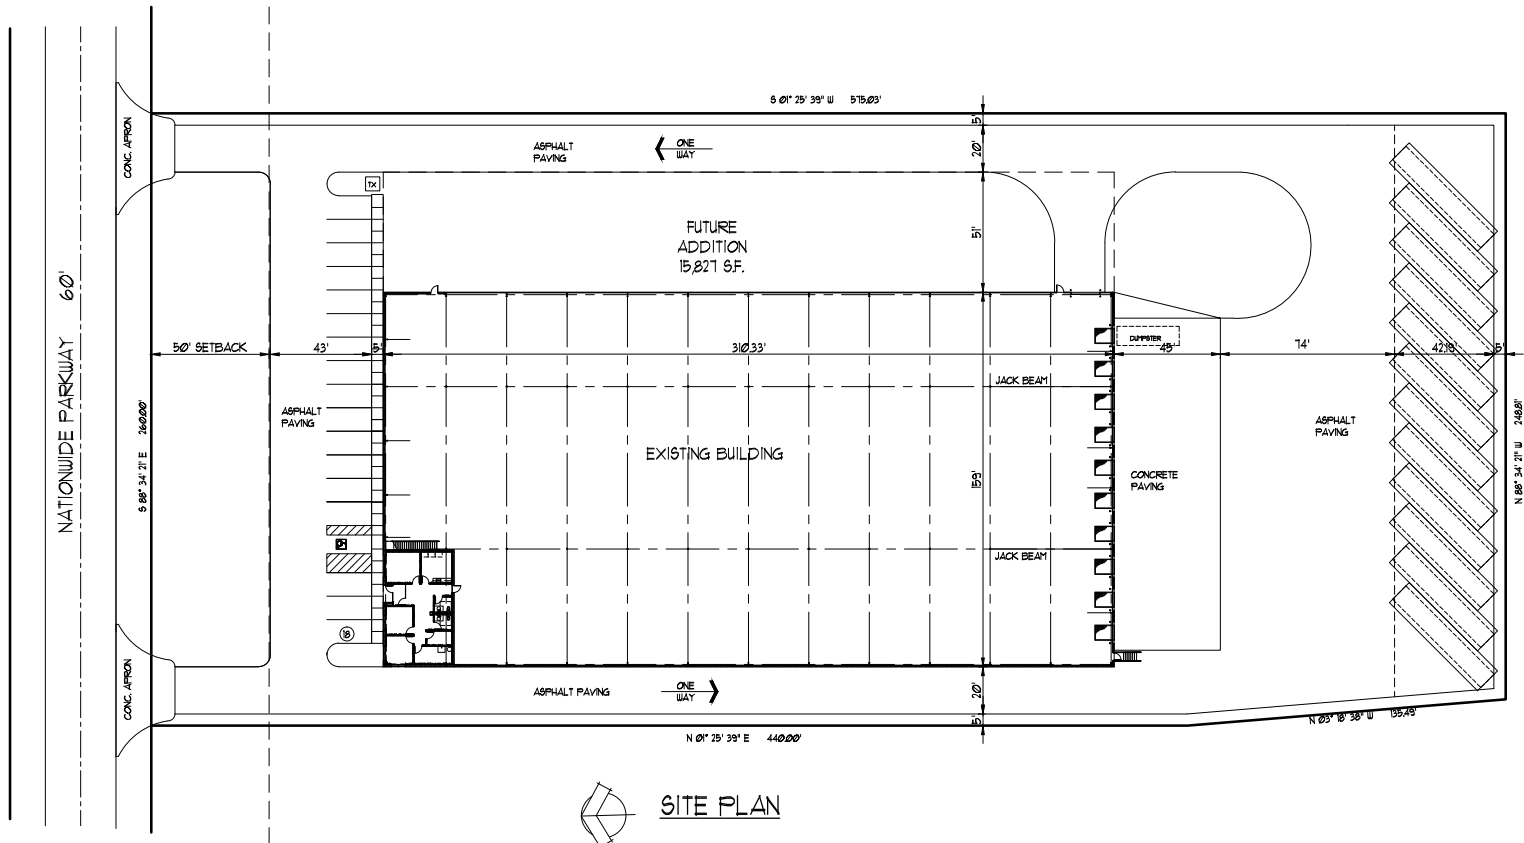 S 01° 25' 39" W 575.03'
CONC. APRON
ASPHALT
PAVING
ONE
WAY
5'
20'
TX
FUTURE
ADDITION
15,827 S.F.
51'
NATIONWIDE PARKWAY 60'
50' SETBACK
43'
5'
310.33'
DUMPSTER
45'
74'
42.19'
5'
JACK BEAM
ASPHALT
PAVING
S 88° 34' 21" E 260.00'
EXISTING BUILDING
159'
CONCRETE
PAVING
ASPHALT
PAVING
N 88° 34' 21" W 248.81'
JACK BEAM
18
CONC. APRON
ASPHALT PAVING
ONE
WAY
20'
5'
N 01° 25' 39" E 440.00'
N 03° 18' 38" W 135.49'
SITE PLAN